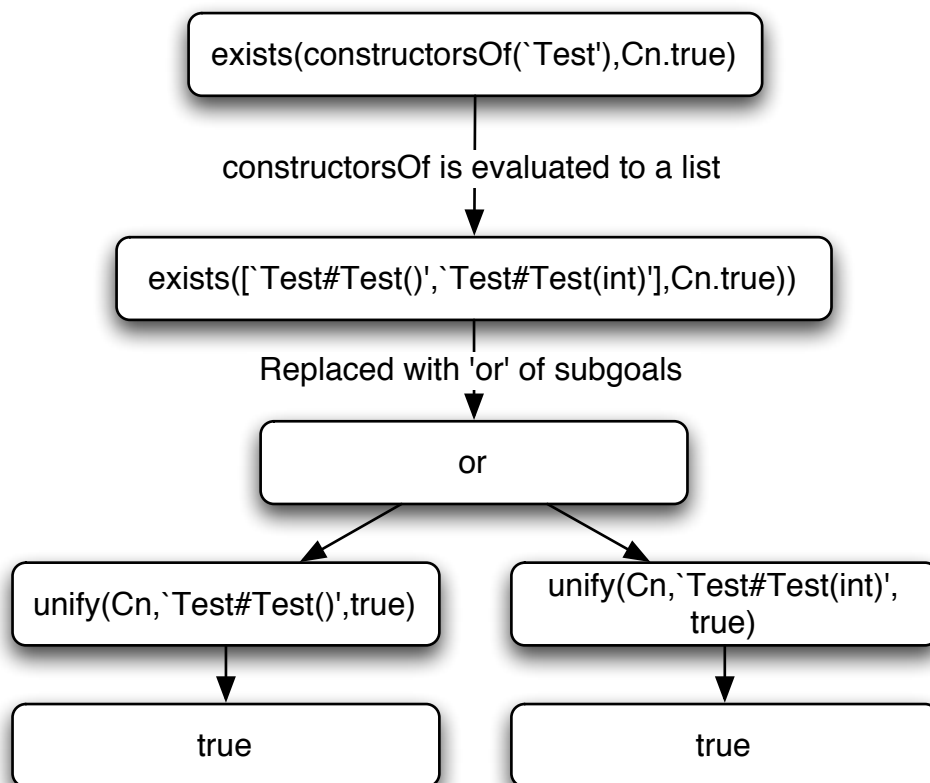 exists(constructorsOf(`Test'),Cn.true)
constructorsOf is evaluated to a list
exists([`Test#Test()',`Test#Test(int)'],Cn.true))
Replaced with 'or' of subgoals
or
unify(Cn,`Test#Test()',true)
unify(Cn,`Test#Test(int)',
true)
true
true